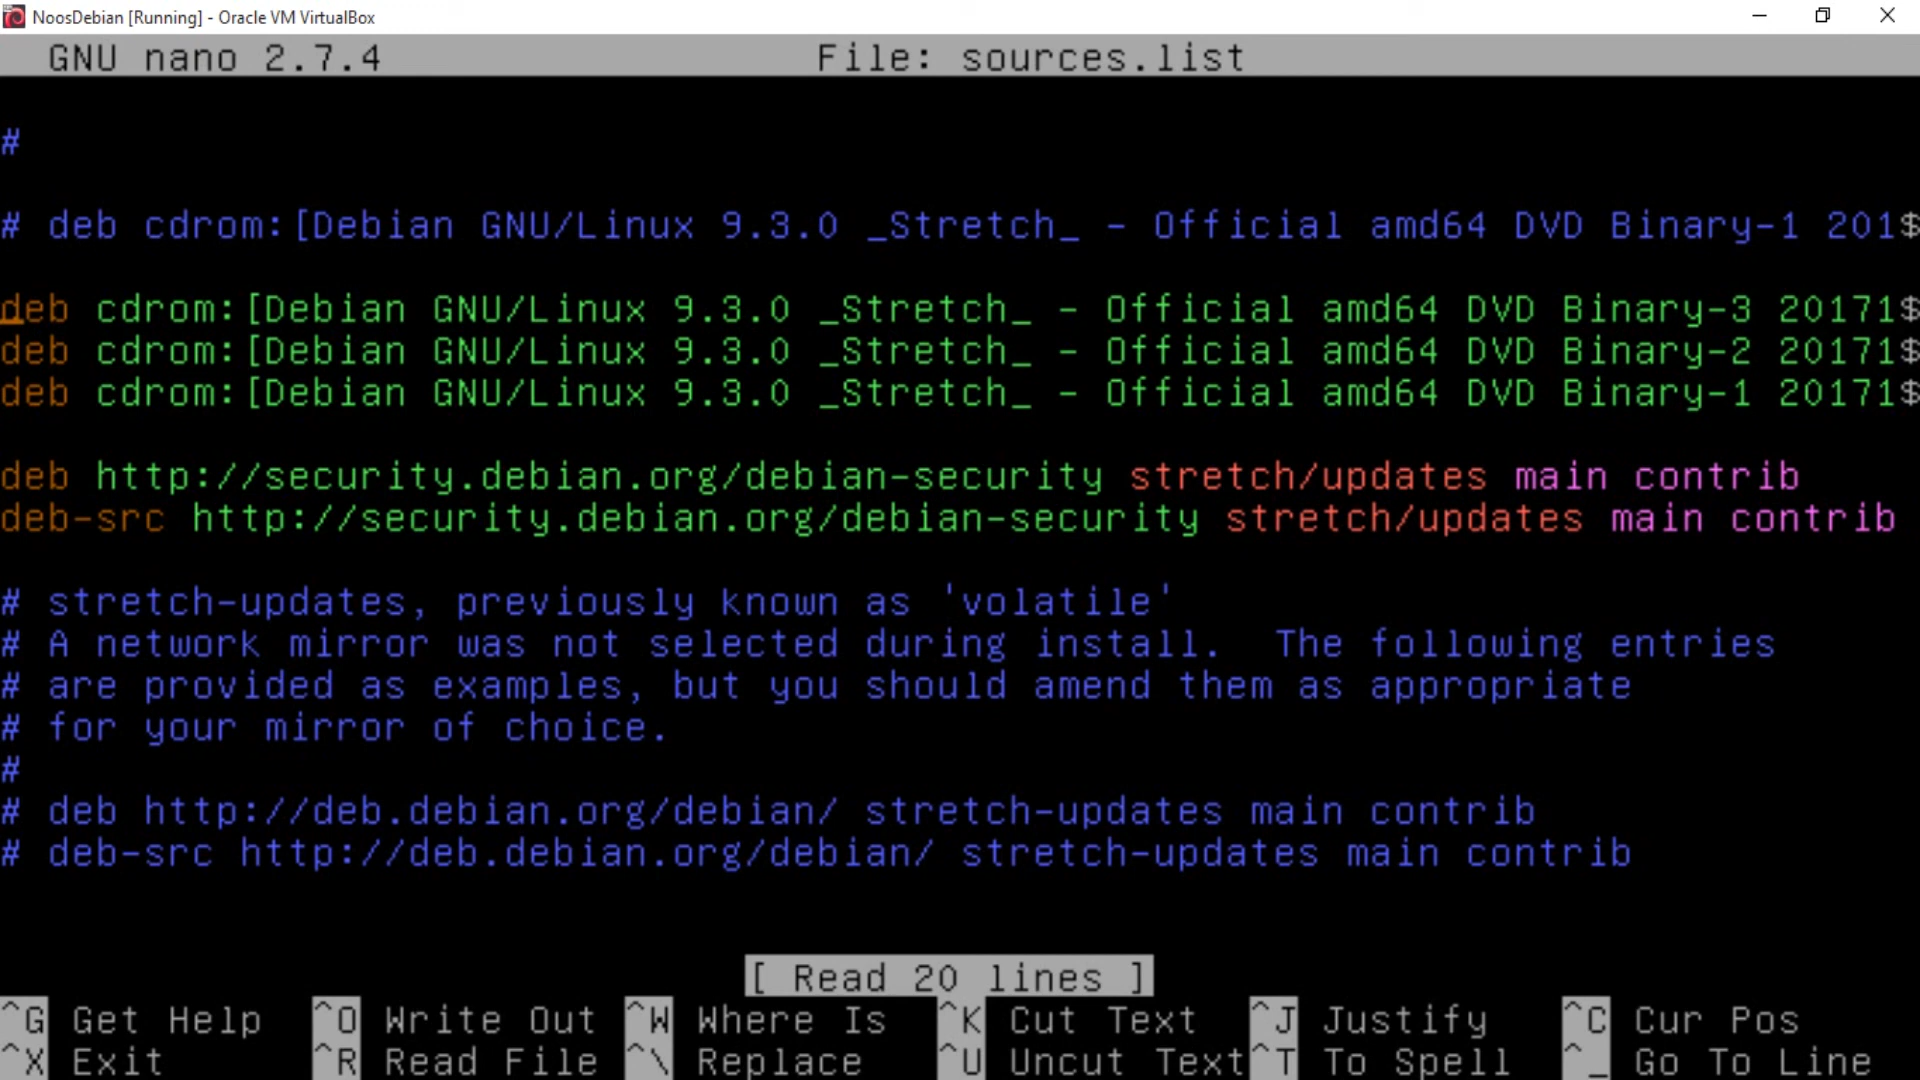 NoosDebian [Running] - Oracle VM VirtualBox
GNU nano 2.7.4 File: sources.list
#
# deb cdrom:[Debian GNU/Linux 9.3.0 _Stretch_ - Official amd64 DVD Binary-1 201$
deb cdrom:[Debian GNU/Linux 9.3.0 _Stretch_ - Official amd64 DVD Binary-3 20171$
deb cdrom:[Debian GNU/Linux 9.3.0 _Stretch_ - Official amd64 DVD Binary-2 20171$
deb cdrom:[Debian GNU/Linux 9.3.0 _Stretch_ - Official amd64 DVD Binary-1 20171$
deb http://security.debian.org/debian-security stretch/updates main contrib
deb-src http://security.debian.org/debian-security stretch/updates main contrib
# stretch-updates, previously known as 'volatile'
# A network mirror was not selected during install.  The following entries
# are provided as examples, but you should amend them as appropriate
# for your mirror of choice.
#
# deb http://deb.debian.org/debian/ stretch-updates main contrib
# deb-src http://deb.debian.org/debian/ stretch-updates main contrib
[ Read 20 lines ]
^G Get Help ^O Write Out ^W Where Is ^K Cut Text ^J Justify ^C Cur Pos
^X Exit ^R Read File ^\ Replace ^U Uncut Text ^T To Spell ^_ Go To Line